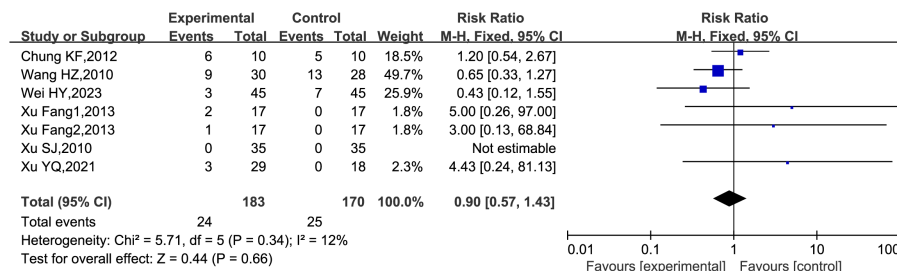 Experimental Control Risk Ratio Risk Ratio
Study or Subgroup Events Total Events Total Weight M-H. Fixed. 95% CI M-H. Fixed. 95% CI
Chung KF,2012 6 10 5 10 18.5% 1.20 [0.54, 2.67]
Wang HZ,2010 9 30 13 28 49.7% 0.65 [0.33, 1.27]
Wei HY,2023 3 45 7 45 25.9% 0.43 [0.12, 1.55]
Xu Fang1,2013 2 17 0 17 1.8% 5.00 [0.26, 97.00]
Xu Fang2,2013 1 17 0 17 1.8% 3.00 [0.13, 68.84]
Xu SJ,2010 0 35 0 35 Not estimable
Xu YQ,2021 3 29 0 18 2.3% 4.43 [0.24, 81.13]
Total (95% CI) 183 170 100.0% 0.90 [0.57, 1.43]
Total events 24 25
Heterogeneity: Chi² = 5.71, df = 5 (P = 0.34); I² = 12%
Test for overall effect: Z = 0.44 (P = 0.66)
0.01 0.1 1 10 100
Favours [experimental] Favours [control]